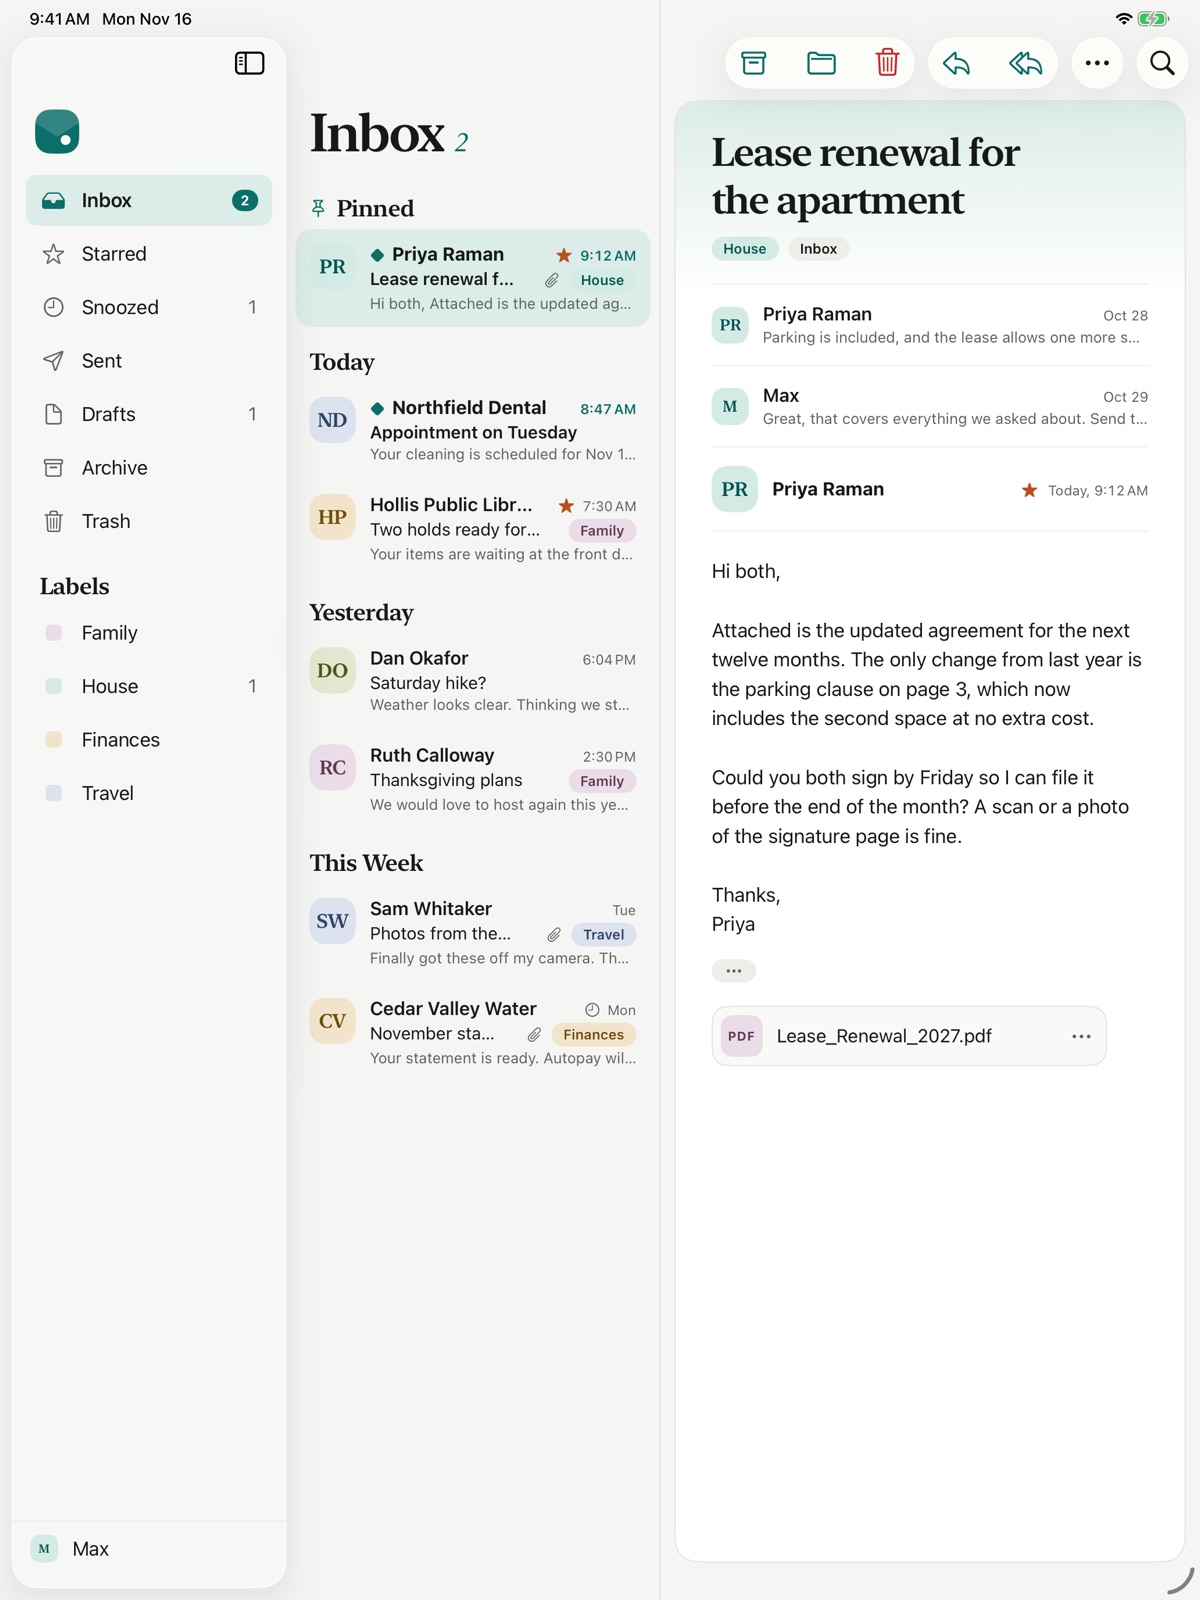 9:41 AM Mon Nov 16
Inbox 2
Starred
Snoozed 1
Sent
Drafts 1
Archive
Trash
Labels
Family
House 1
Finances
Travel
M Max
Inbox 2
Pinned
PR Priya Raman 9:12 AM
Lease renewal f... House
Hi both, Attached is the updated ag...
Today
ND Northfield Dental 8:47 AM
Appointment on Tuesday
Your cleaning is scheduled for Nov 1...
HP Hollis Public Libr... 7:30 AM
Two holds ready for... Family
Your items are waiting at the front d...
Yesterday
DO Dan Okafor 6:04 PM
Saturday hike?
Weather looks clear. Thinking we st...
RC Ruth Calloway 2:30 PM
Thanksgiving plans Family
We would love to host again this ye...
This Week
SW Sam Whitaker Tue
Photos from the... Travel
Finally got these off my camera. Th...
CV Cedar Valley Water Mon
November sta... Finances
Your statement is ready. Autopay wil...
Lease renewal for
the apartment
House Inbox
PR Priya Raman Oct 28
Parking is included, and the lease allows one more s...
M Max Oct 29
Great, that covers everything we asked about. Send t...
PR Priya Raman Today, 9:12 AM
Hi both,
Attached is the updated agreement for the next
twelve months. The only change from last year is
the parking clause on page 3, which now
includes the second space at no extra cost.
Could you both sign by Friday so I can file it
before the end of the month? A scan or a photo
of the signature page is fine.
Thanks,
Priya
PDF Lease_Renewal_2027.pdf